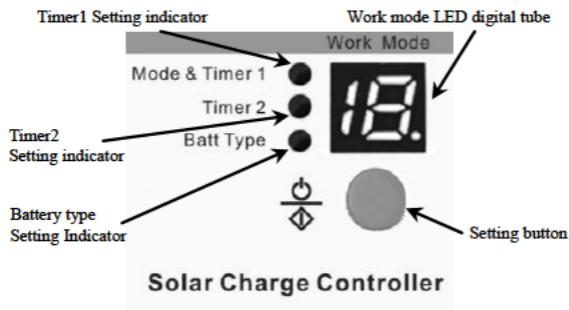 Timer1 Setting indicator
Work mode LED digital tube
Work Mode
Mode & Timer 1
Timer 2
Batt Type
18.
Timer2
Setting indicator
Battery type
Setting Indicator
Setting button
Solar Charge Controller